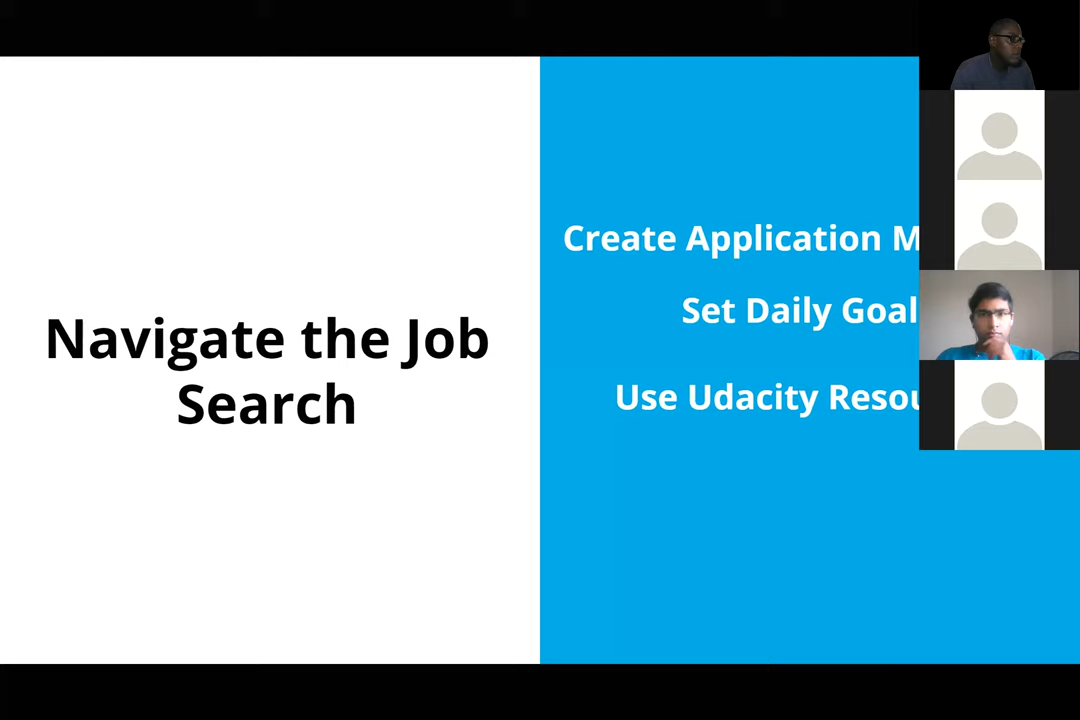 Navigate the Job
Search
Create Application
Set Daily Goal
Use Udacity